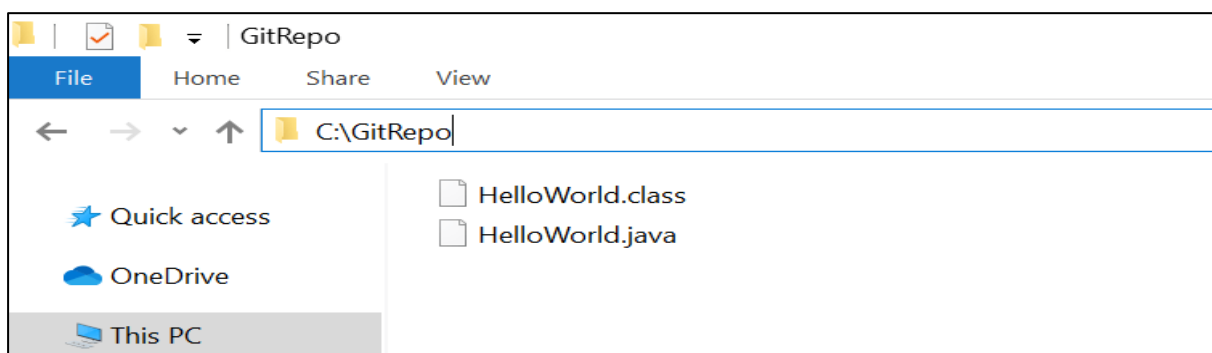 GitRepo
File Home Share View
C:\GitRepo
HelloWorld.class
Quick access
HelloWorld.java
OneDrive
This PC